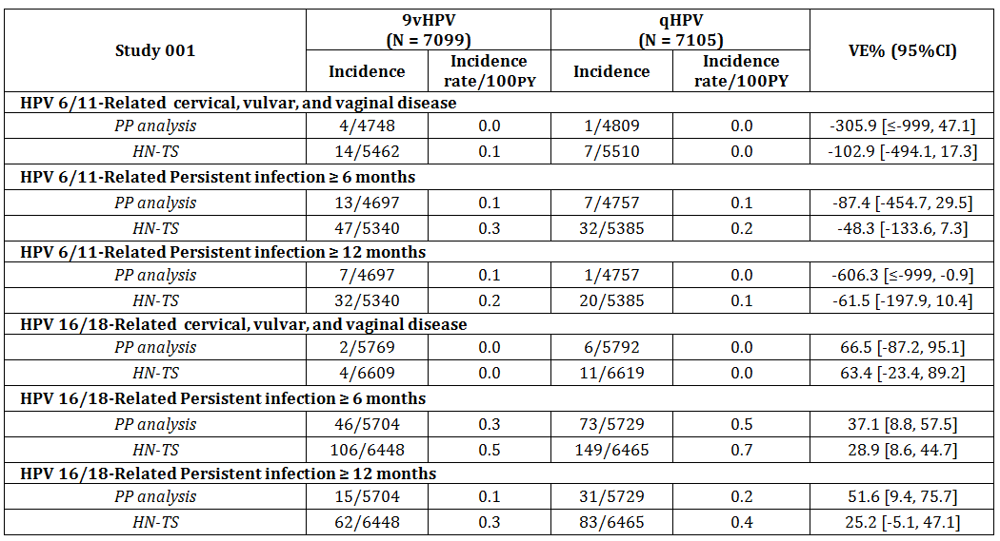 Study 001
9vHPV
(N = 7099)
qHPV
(N = 7105)
VE% (95%CI)
Incidence
Incidence
rate/100PY
Incidence
Incidence
rate/100PY
HPV 6/11-Related cervical, vulvar, and vaginal disease
PP analysis 4/4748 0.0 1/4809 0.0 -305.9 [≤-999, 47.1]
HN-TS 14/5462 0.1 7/5510 0.0 -102.9 [-494.1, 17.3]
HPV 6/11-Related Persistent infection ≥ 6 months
PP analysis 13/4697 0.1 7/4757 0.1 -87.4 [-454.7, 29.5]
HN-TS 47/5340 0.3 32/5385 0.2 -48.3 [-133.6, 7.3]
HPV 6/11-Related Persistent infection ≥ 12 months
PP analysis 7/4697 0.1 1/4757 0.0 -606.3 [≤-999, -0.9]
HN-TS 32/5340 0.2 20/5385 0.1 -61.5 [-197.9, 10.4]
HPV 16/18-Related cervical, vulvar, and vaginal disease
PP analysis 2/5769 0.0 6/5792 0.0 66.5 [-87.2, 95.1]
HN-TS 4/6609 0.0 11/6619 0.0 63.4 [-23.4, 89.2]
HPV 16/18-Related Persistent infection ≥ 6 months
PP analysis 46/5704 0.3 73/5729 0.5 37.1 [8.8, 57.5]
HN-TS 106/6448 0.5 149/6465 0.7 28.9 [8.6, 44.7]
HPV 16/18-Related Persistent infection ≥ 12 months
PP analysis 15/5704 0.1 31/5729 0.2 51.6 [9.4, 75.7]
HN-TS 62/6448 0.3 83/6465 0.4 25.2 [-5.1, 47.1]